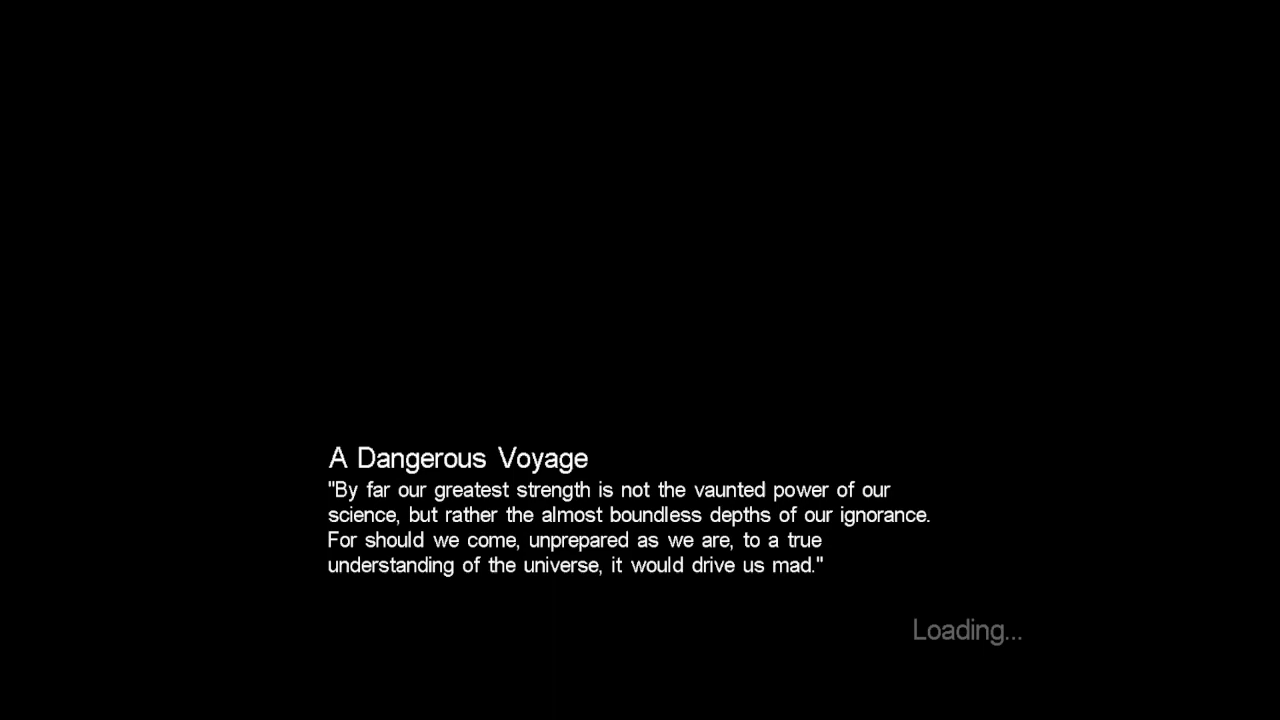 A Dangerous Voyage
"By far our greatest strength is not the vaunted power of our
science, but rather the almost boundless depths of our ignorance.
For should we come, unprepared as we are, to a true
understanding of the universe, it would drive us mad."
Loading...